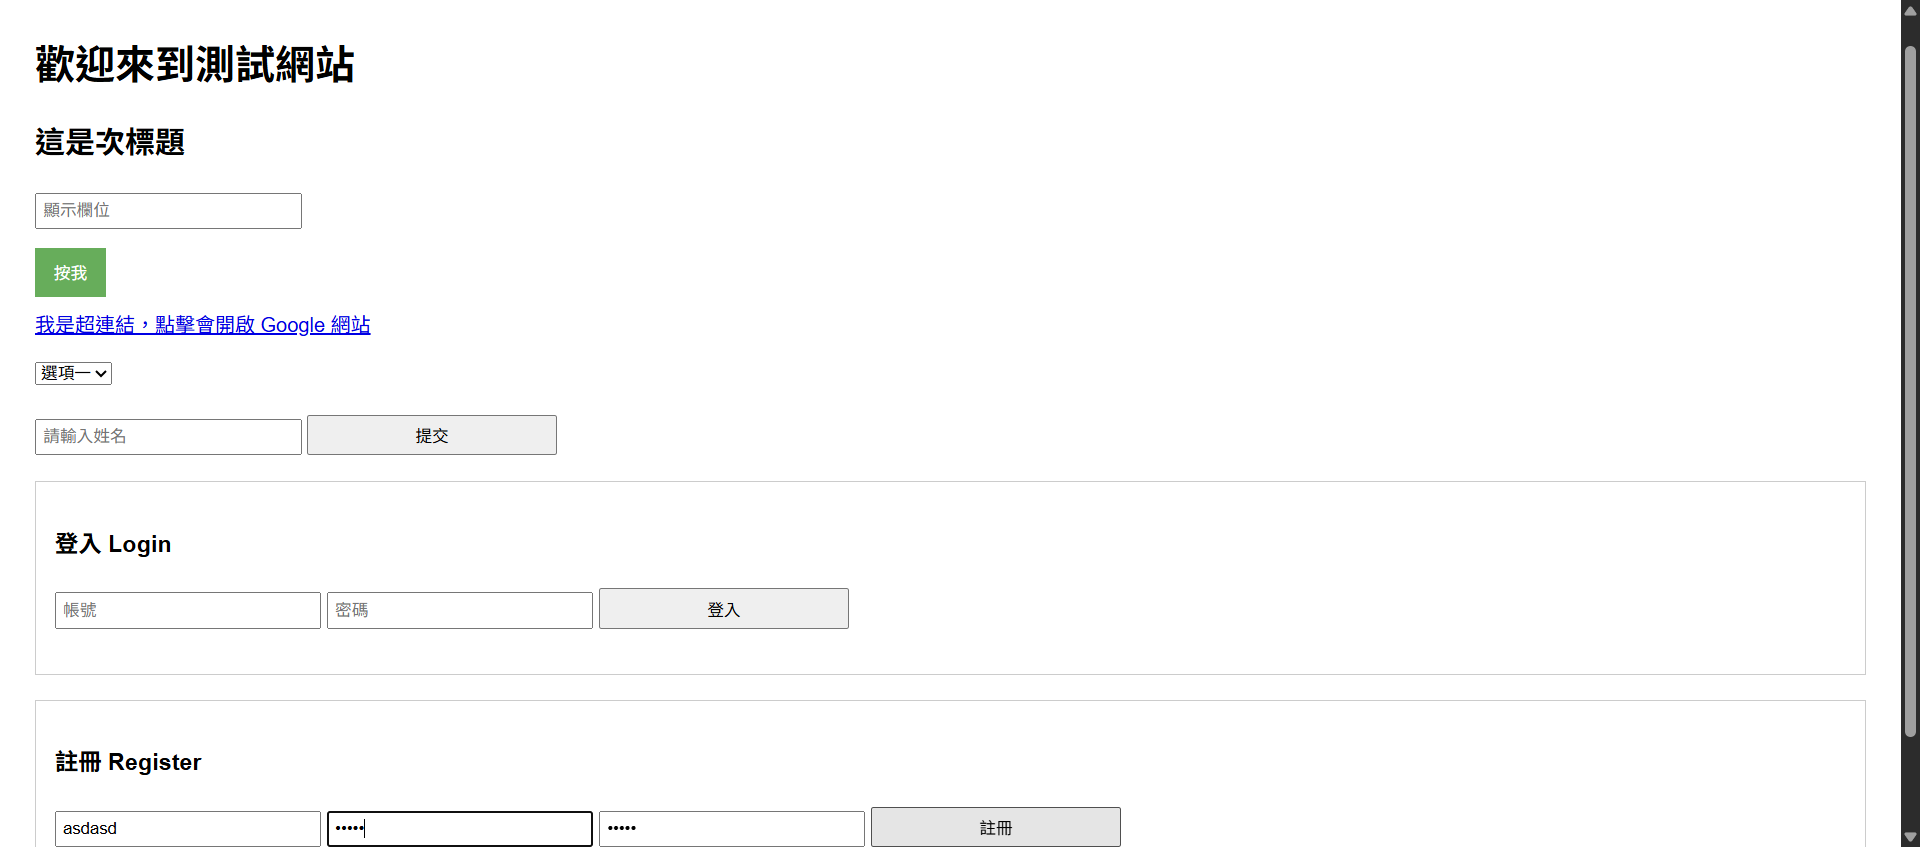 歡迎來到測試網站
這是次標題
顯示欄位
按我
我是超連結，點擊會開啟 Google 網站
選項一
請輸入姓名 提交
登入 Login
帳號 密碼 登入
註冊 Register
asdasd ••••• ••••• 註冊